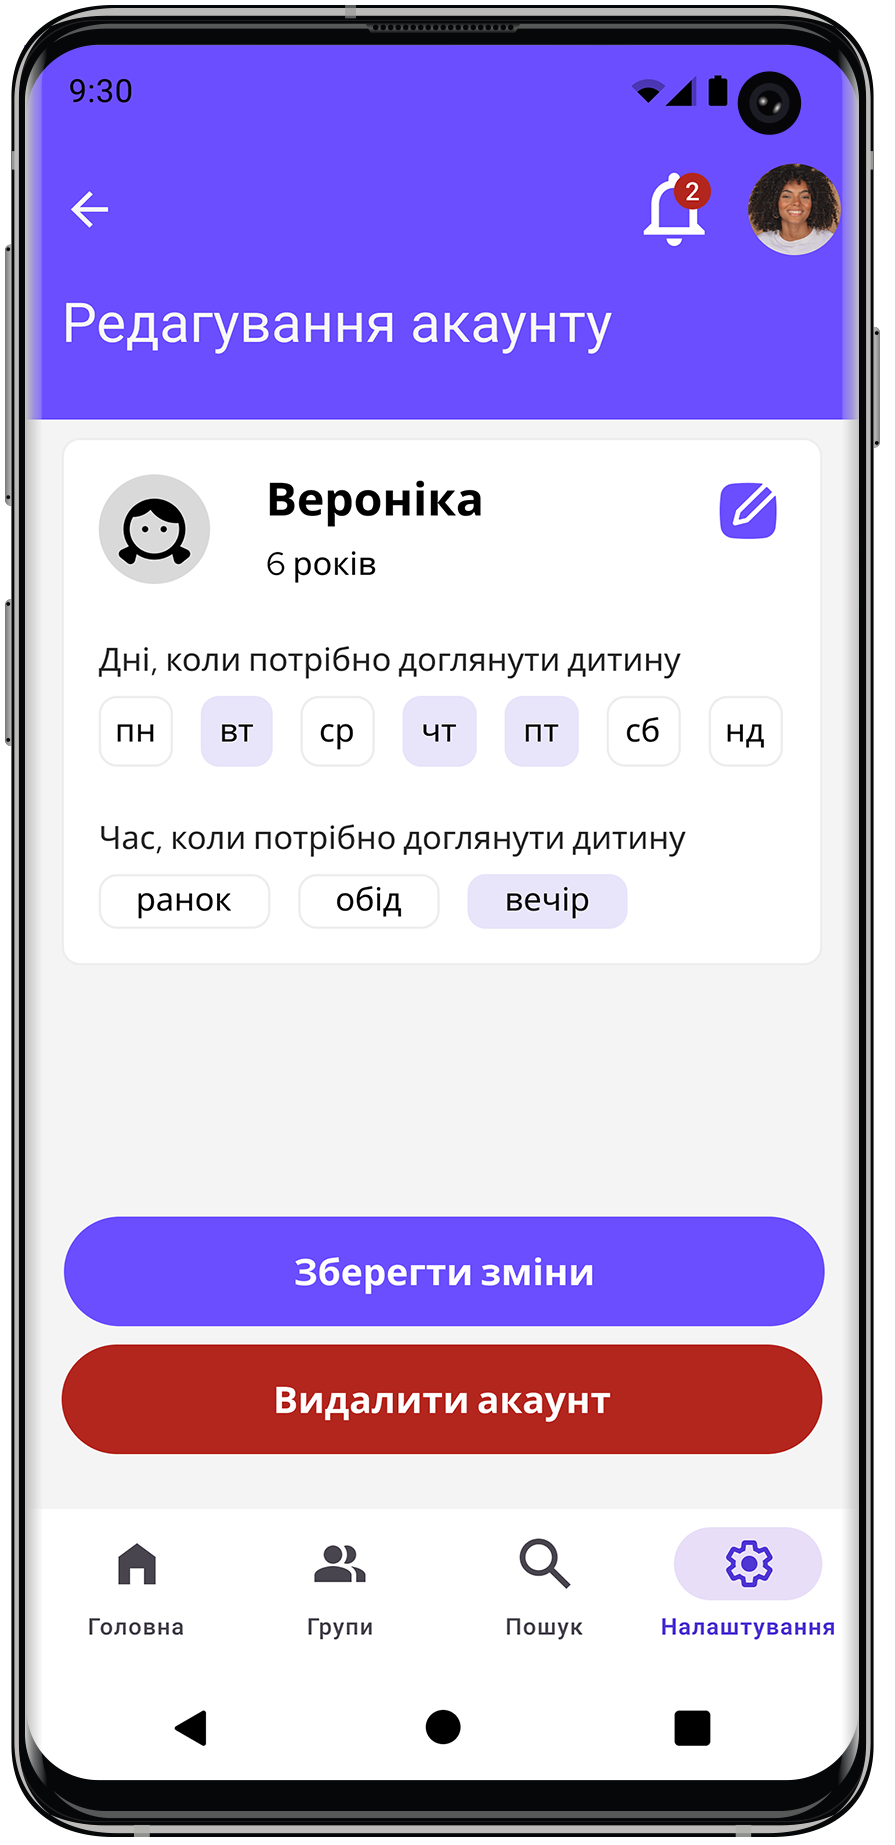 9:30
2
Редагування акаунту
Вероніка
6 років
Дні, коли потрібно доглянути дитину
пн вт ср чт пт сб нд
Час, коли потрібно доглянути дитину
ранок обід вечір
Зберегти зміни
Видалити акаунт
Головна Групи Пошук Налаштування